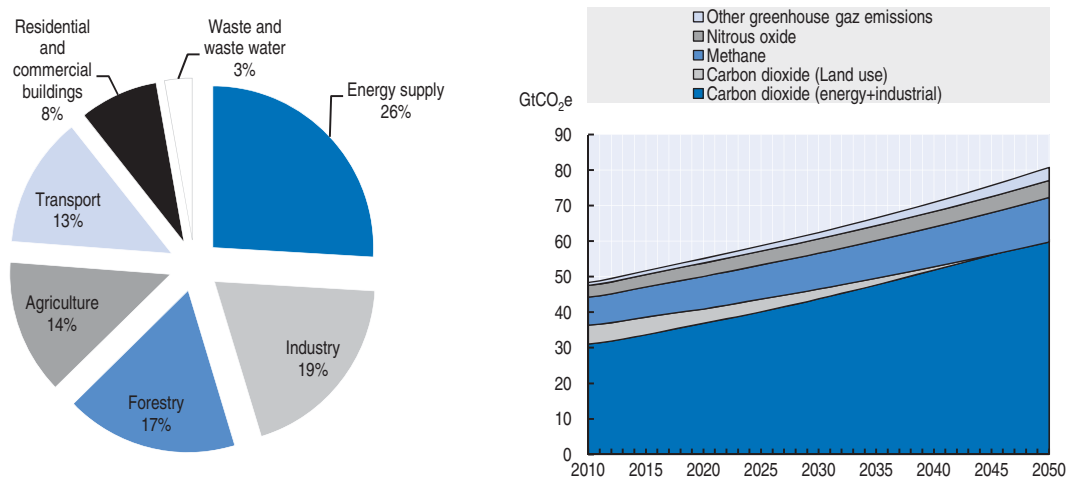 Residential
and
commercial
buildings
8%
Waste and
waste water
3%
Energy supply
26%
Transport
13%
Agriculture
14%
Forestry
17%
Industry
19%
Other greenhouse gaz emissions
Nitrous oxide
Methane
Carbon dioxide (Land use)
Carbon dioxide (energy+industrial)
GtCO₂e
90
80
70
60
50
40
30
20
10
0
2010 2015 2020 2025 2030 2035 2040 2045 2050